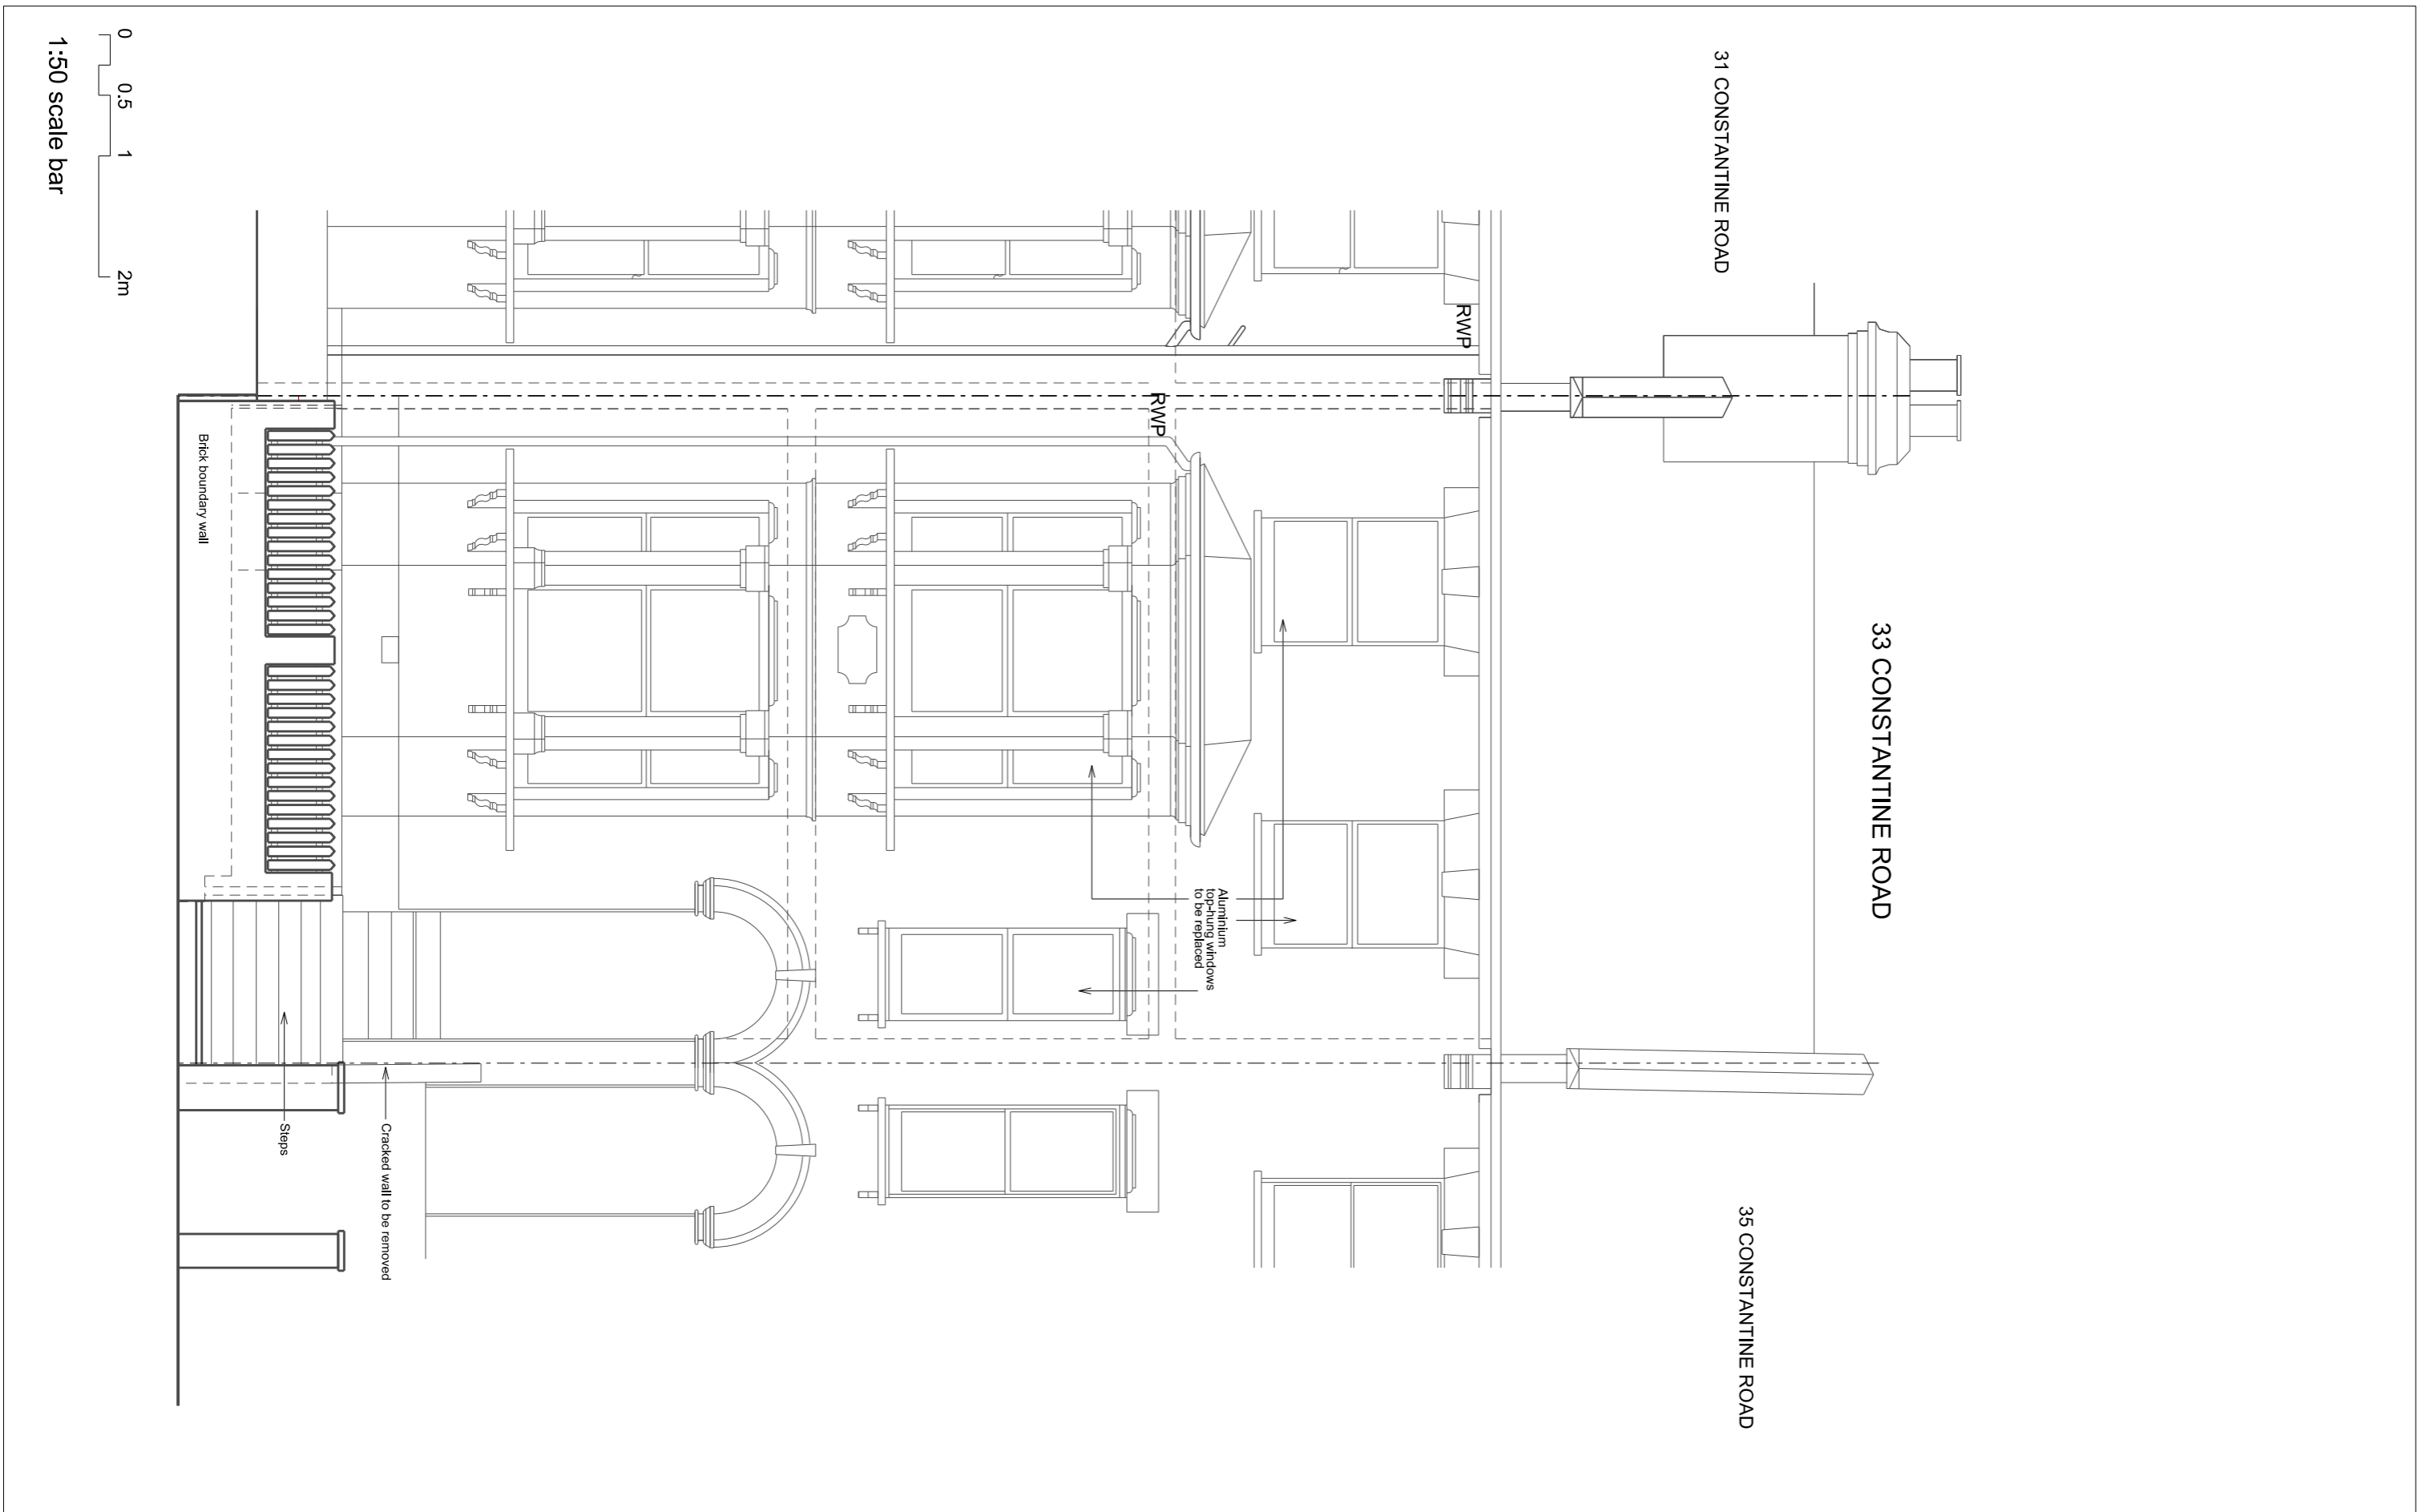 31 CONSTANTINE ROAD
33 CONSTANTINE ROAD
35 CONSTANTINE ROAD
RWP
RWP
Aluminium
top-hung windows
to be replaced
Cracked wall to be removed
Steps
Brick boundary wall
0 0.5 1 2m
1:50 scale bar